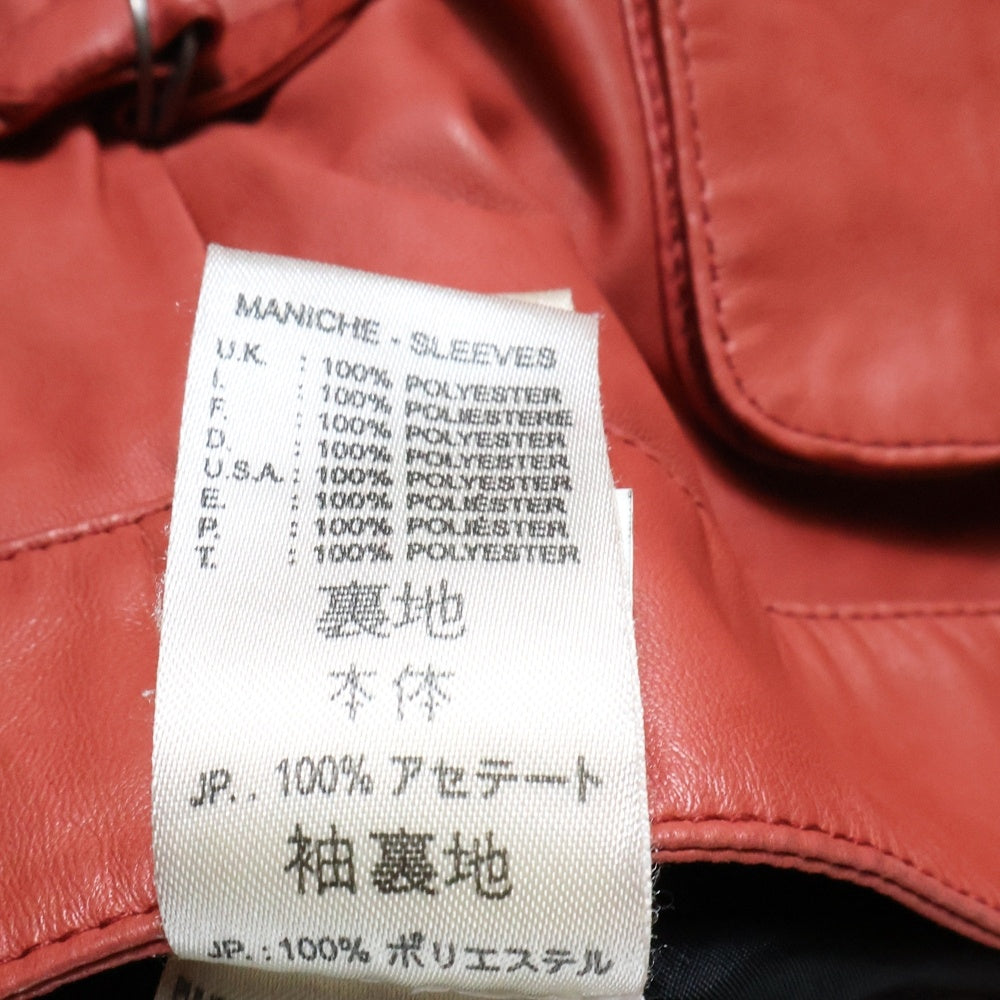 MANICHE - SLEEVES
U.K. : 100% POLYESTER
I. : 100% POLIESTERE
F. : 100% POLYESTER
D. : 100% POLYESTER
U.S.A. : 100% POLYESTER
E. : 100% POLIÉSTER
P. : 100% POLIÉSTER
T. : 100% POLYESTER
裏地
本体
JP. : 100% アセテート
袖裏地
JP. : 100% ポリエステル